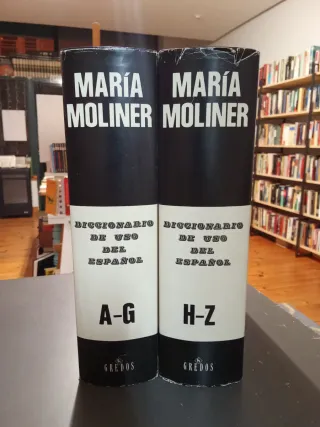 MARÍA
MOLINER
DICCIONARIO
DE USO
DEL
ESPAÑOL
A-G
GREDOS
MARÍA
MOLINER
DICCIONARIO
DE USO
DEL
ESPAÑOL
H-Z
GREDOS